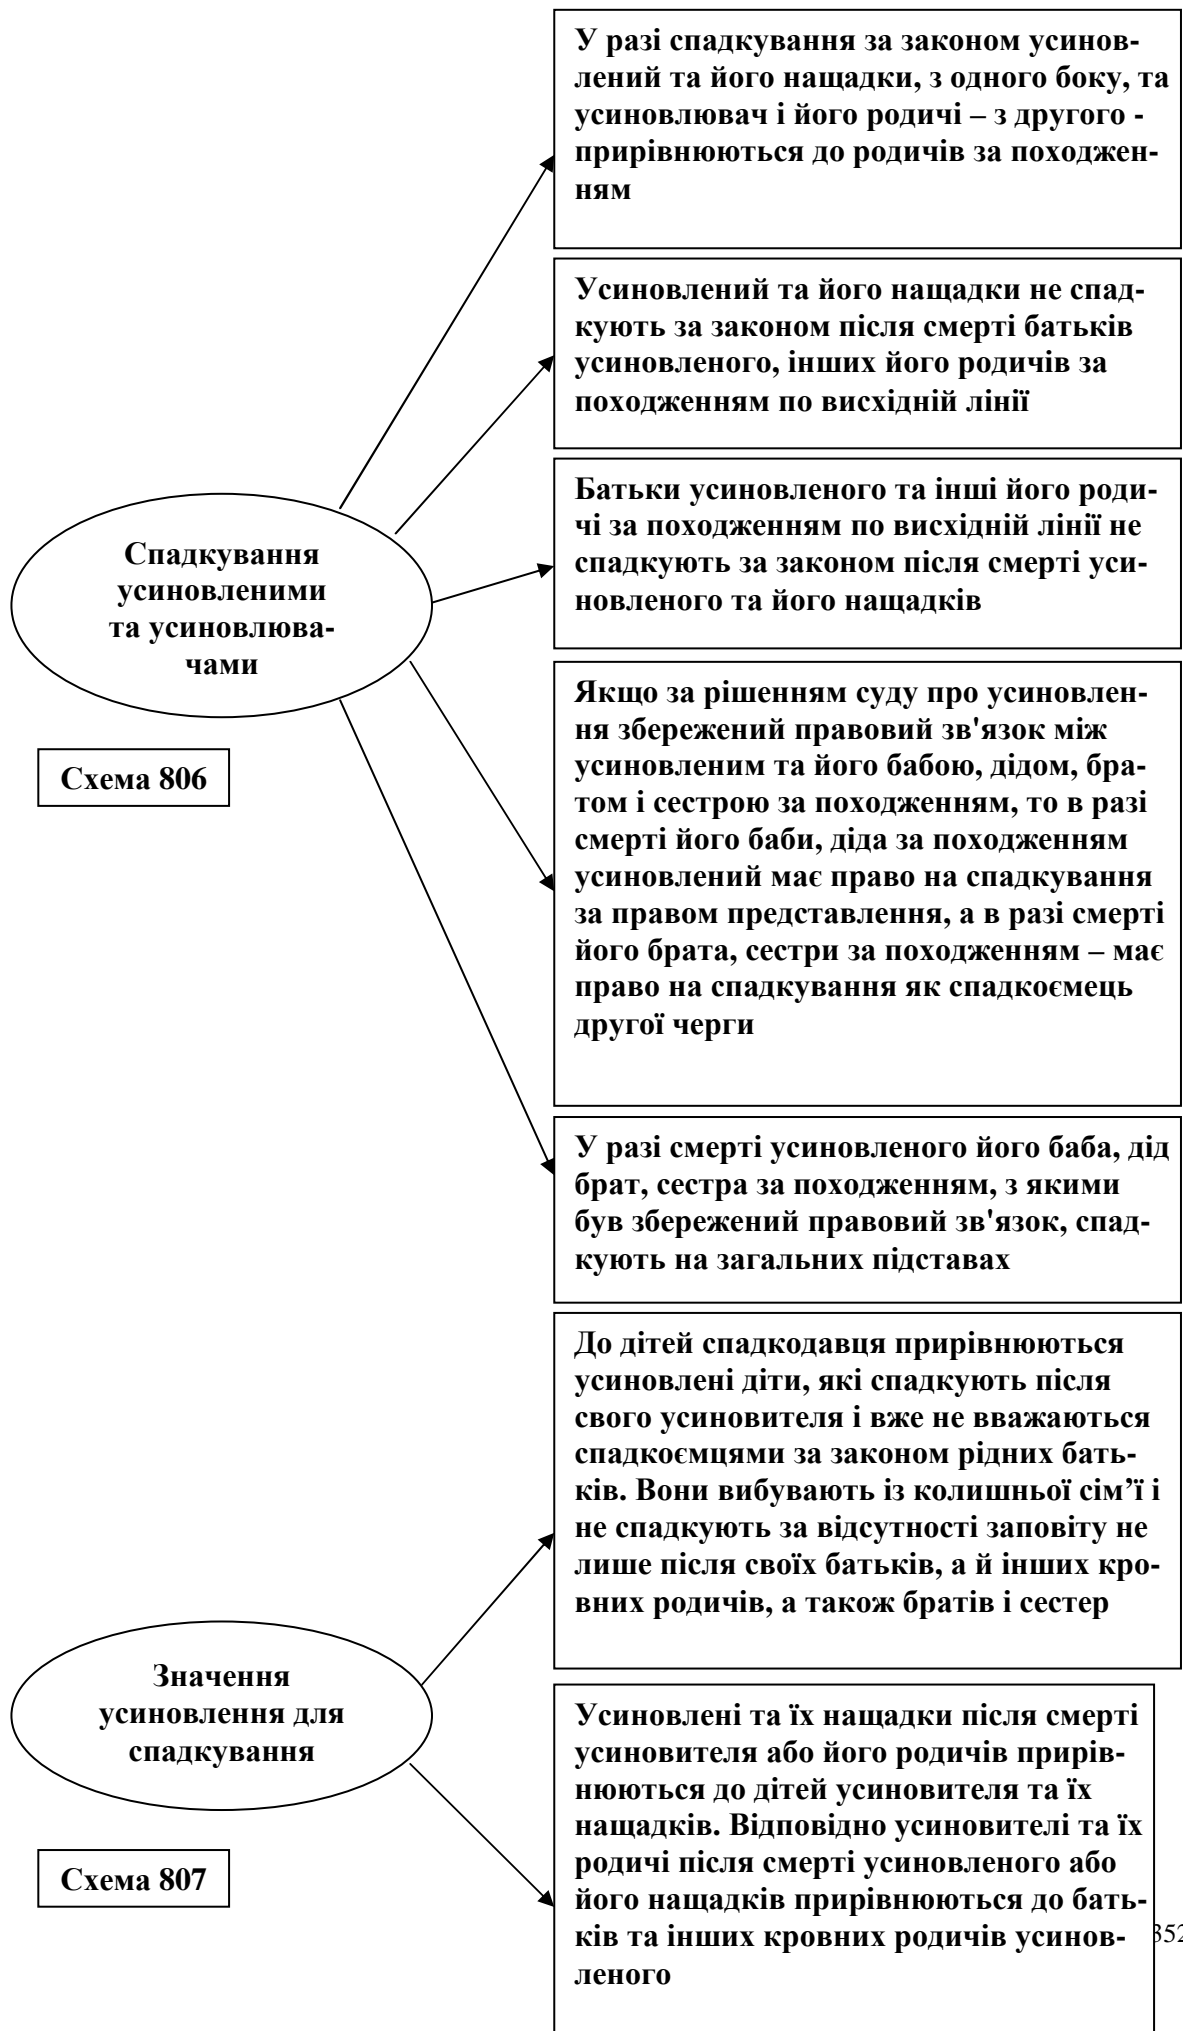 У разі спадкування за законом усинов-
лений та його нащадки, з одного боку, та
усиновлювач і його родичі – з другого -
прирівнюються до родичів за походжен-
ням
Усиновлений та його нащадки не спад-
кують за законом після смерті батьків
усиновленого, інших його родичів за
походженням по висхідній лінії
Батьки усиновленого та інші його роди-
чі за походженням по висхідній лінії не
спадкують за законом після смерті уси-
новленого та його нащадків
Спадкування
усиновленими
та усиновлюва-
чами
Схема 806
Якщо за рішенням суду про усиновлен-
ня збережений правовий зв'язок між
усиновленим та його бабою, дідом, бра-
том і сестрою за походженням, то в разі
смерті його баби, діда за походженням
усиновлений має право на спадкування
за правом представлення, а в разі смерті
його брата, сестри за походженням – має
право на спадкування як спадкоємець
другої черги
У разі смерті усиновленого його баба, дід
брат, сестра за походженням, з якими
був збережений правовий зв'язок, спад-
кують на загальних підставах
До дітей спадкодавця прирівнюються
усиновлені діти, які спадкують після
свого усиновителя і вже не вважаються
спадкоємцями за законом рідних бать-
ків. Вони вибувають із колишньої сім’ї і
не спадкують за відсутності заповіту не
лише після своїх батьків, а й інших кро-
вних родичів, а також братів і сестер
Значення
усиновлення для
спадкування
Схема 807
Усиновлені та їх нащадки після смерті
усиновителя або його родичів прирів-
нюються до дітей усиновителя та їх
нащадків. Відповідно усиновителі та їх
родичі після смерті усиновленого або
його нащадків прирівнюються до бать-
ків та інших кровних родичів усинов-
леного
352